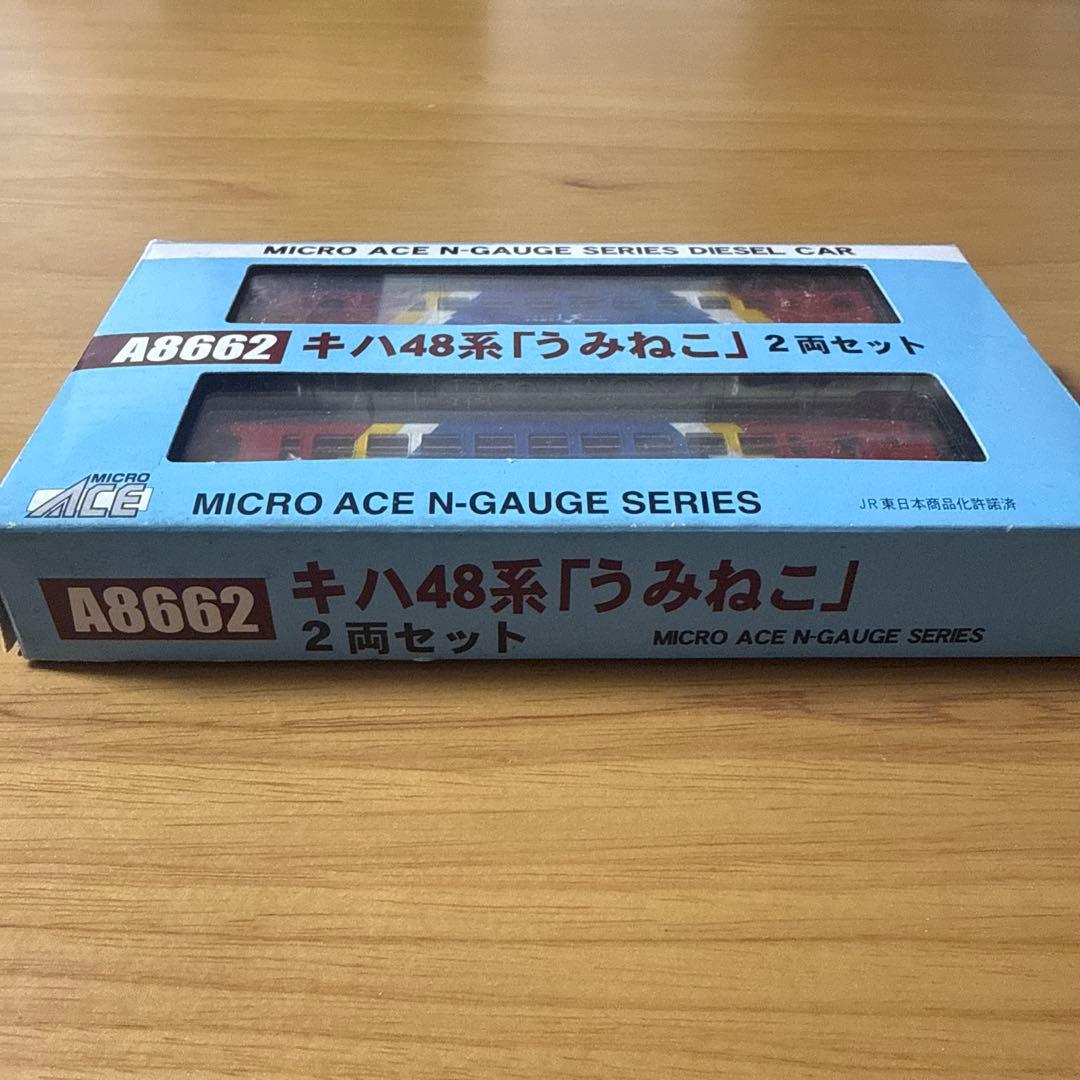 MICRO ACE N-GAUGE SERIES DIESEL CAR
A8662 キハ48系「うみねこ」2両セット
MICRO ACE MICRO ACE N-GAUGE SERIES JR東日本商品化許諾済
A8662 キハ48系「うみねこ」
2両セット MICRO ACE N-GAUGE SERIES